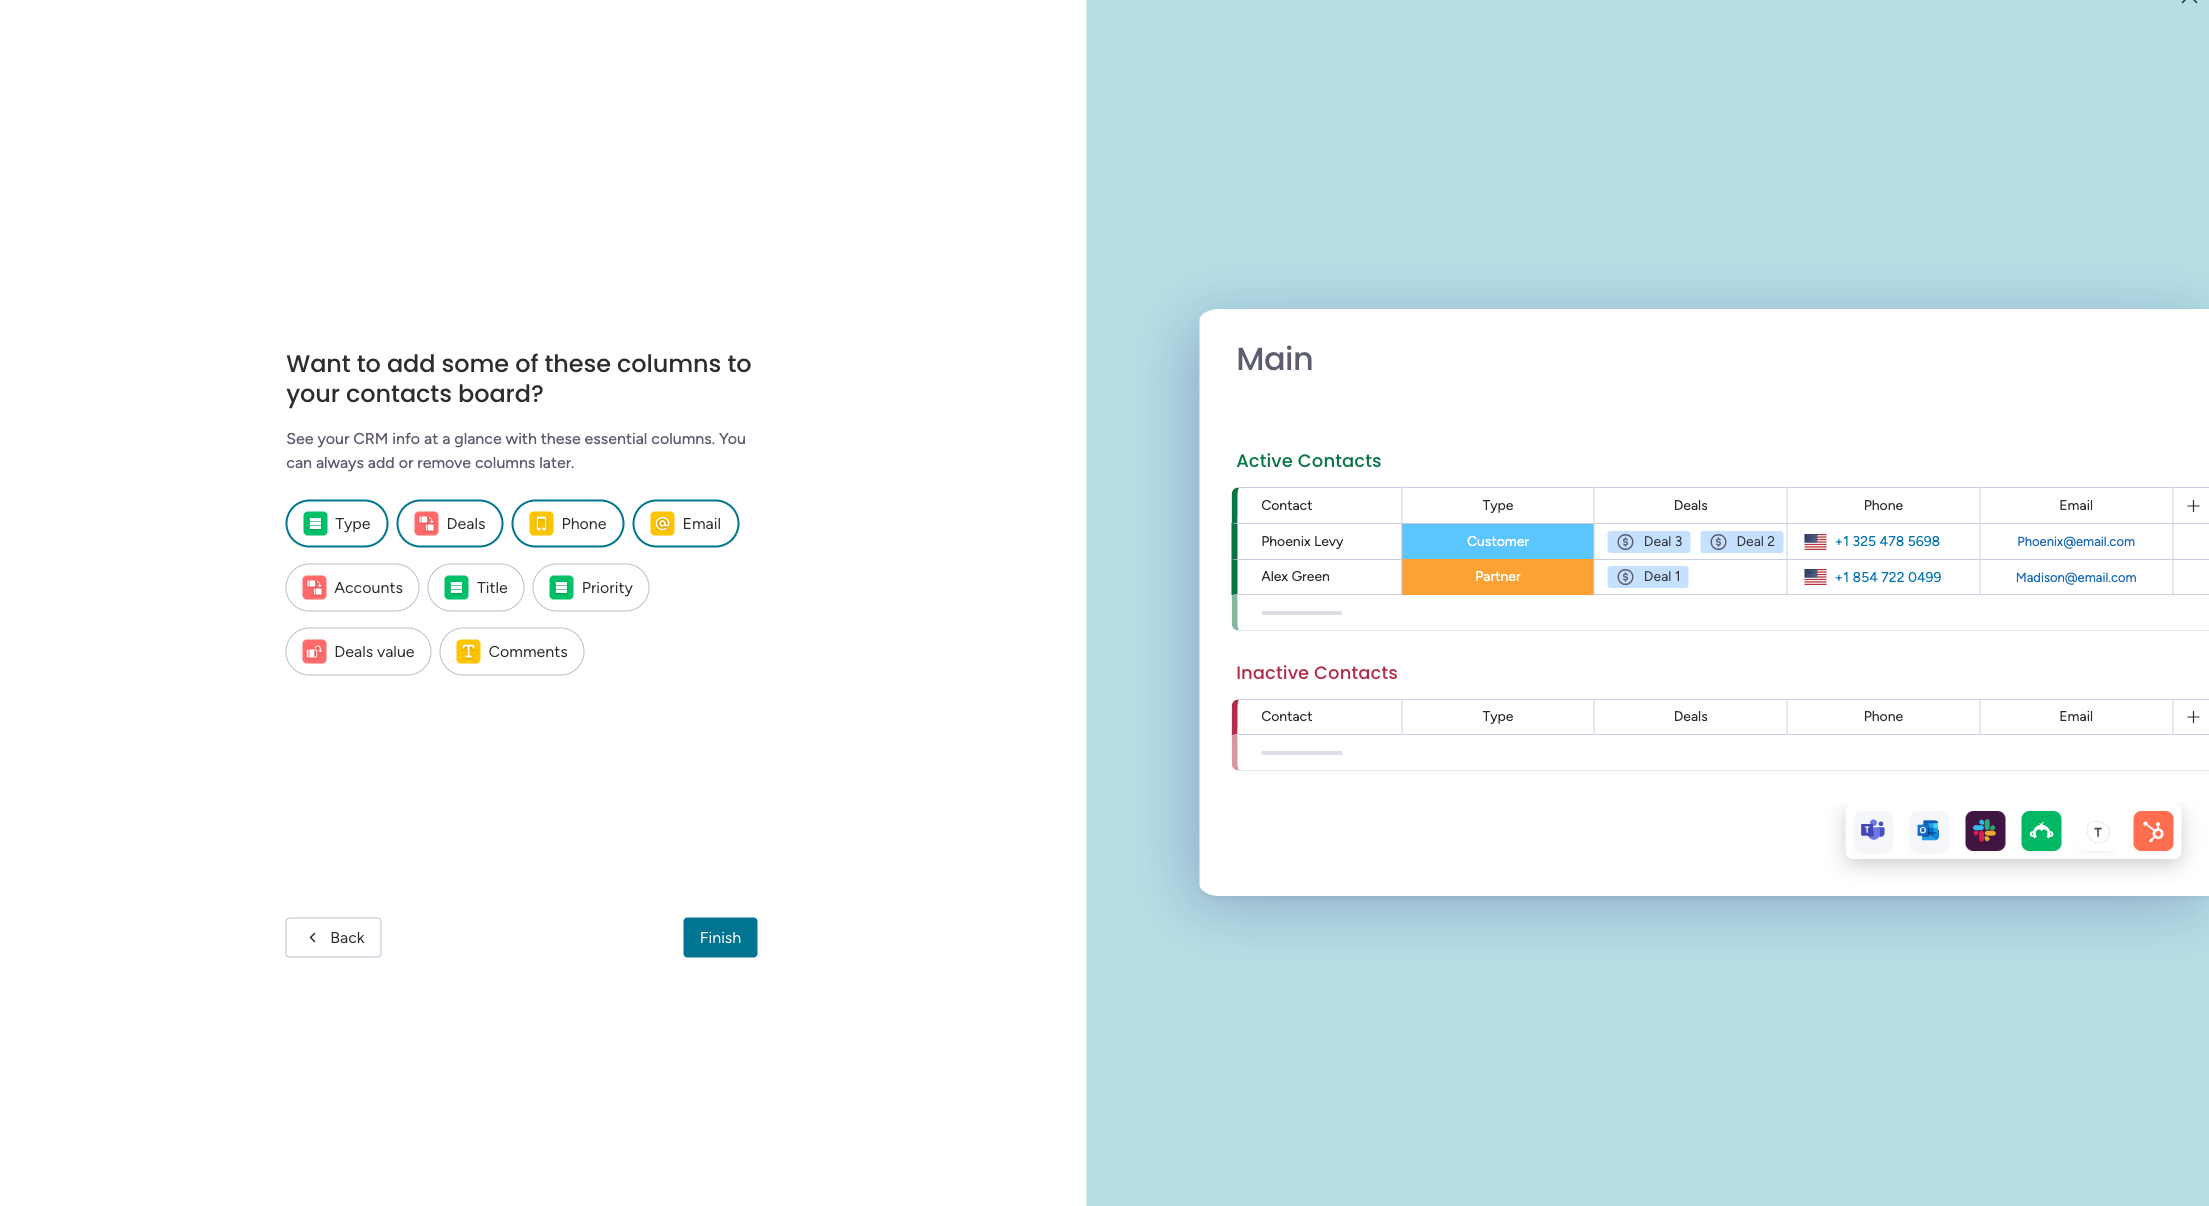 Want to add some of these columns to
your contacts board?
See your CRM info at a glance with these essential columns. You
can always add or remove columns later.
Type Deals Phone Email
Accounts Title Priority
Deals value Comments
Back Finish
Main
Active Contacts
Contact Type Deals Phone Email
Phoenix Levy Customer Deal 3 Deal 2 +1 325 478 5698 Phoenix@email.com
Alex Green Partner Deal 1 +1 854 722 0499 Madison@email.com
Inactive Contacts
Contact Type Deals Phone Email
T